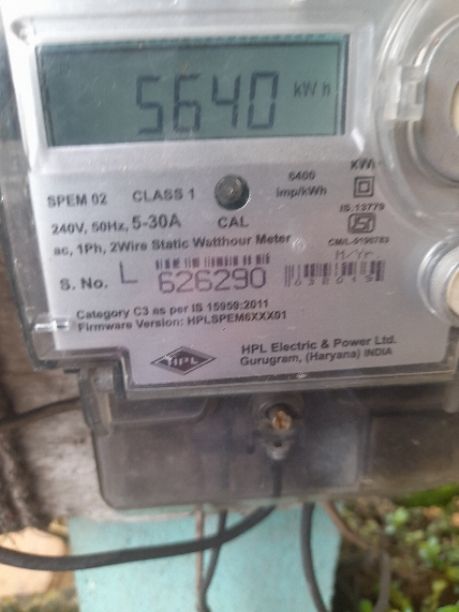 5640 kWh
SPEM 02 CLASS 1 6400 imp/kWh KWh
240V, 50Hz, 5-30A CAL IS:13779
ac, 1Ph, 2Wire Static Watthour Meter
S. No. L 626290 M/Yr
Category C3 as per IS 15959:2011
Firmware Version: HPLSPEM6XXX01
HPL
HPL Electric & Power Ltd.
Gurugram, (Haryana) INDIA